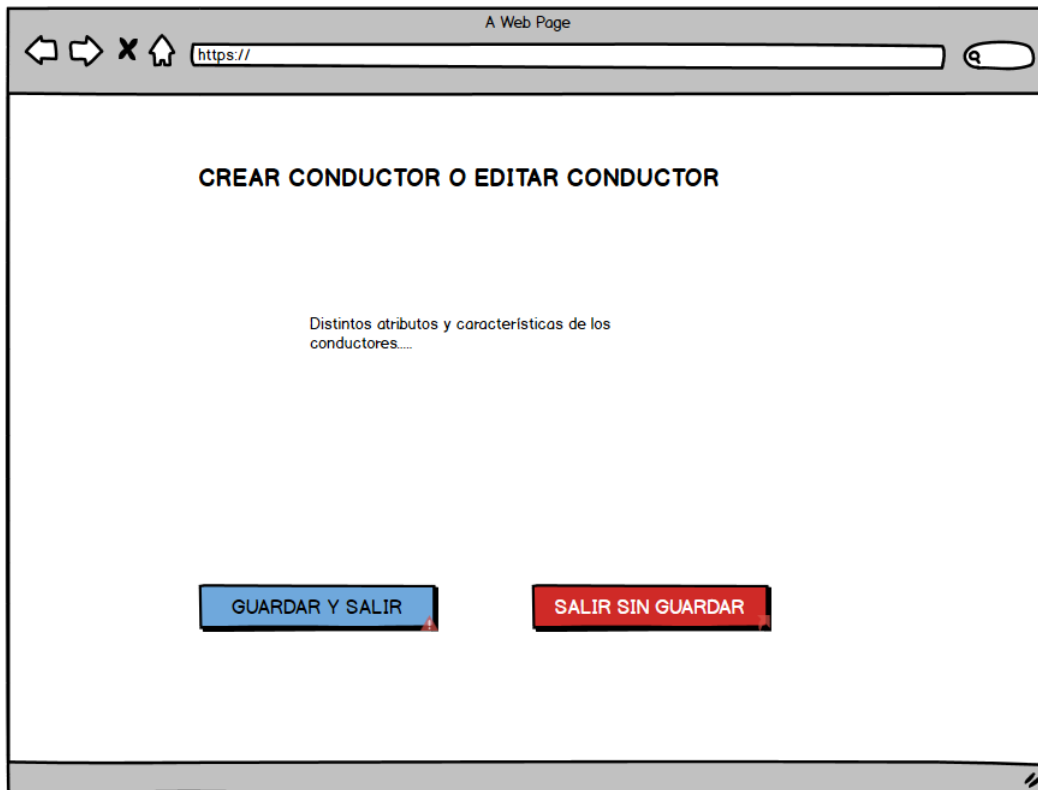 A Web Page
https://
CREAR CONDUCTOR O EDITAR CONDUCTOR
Distintos atributos y características de los
conductores.....
GUARDAR Y SALIR
SALIR SIN GUARDAR